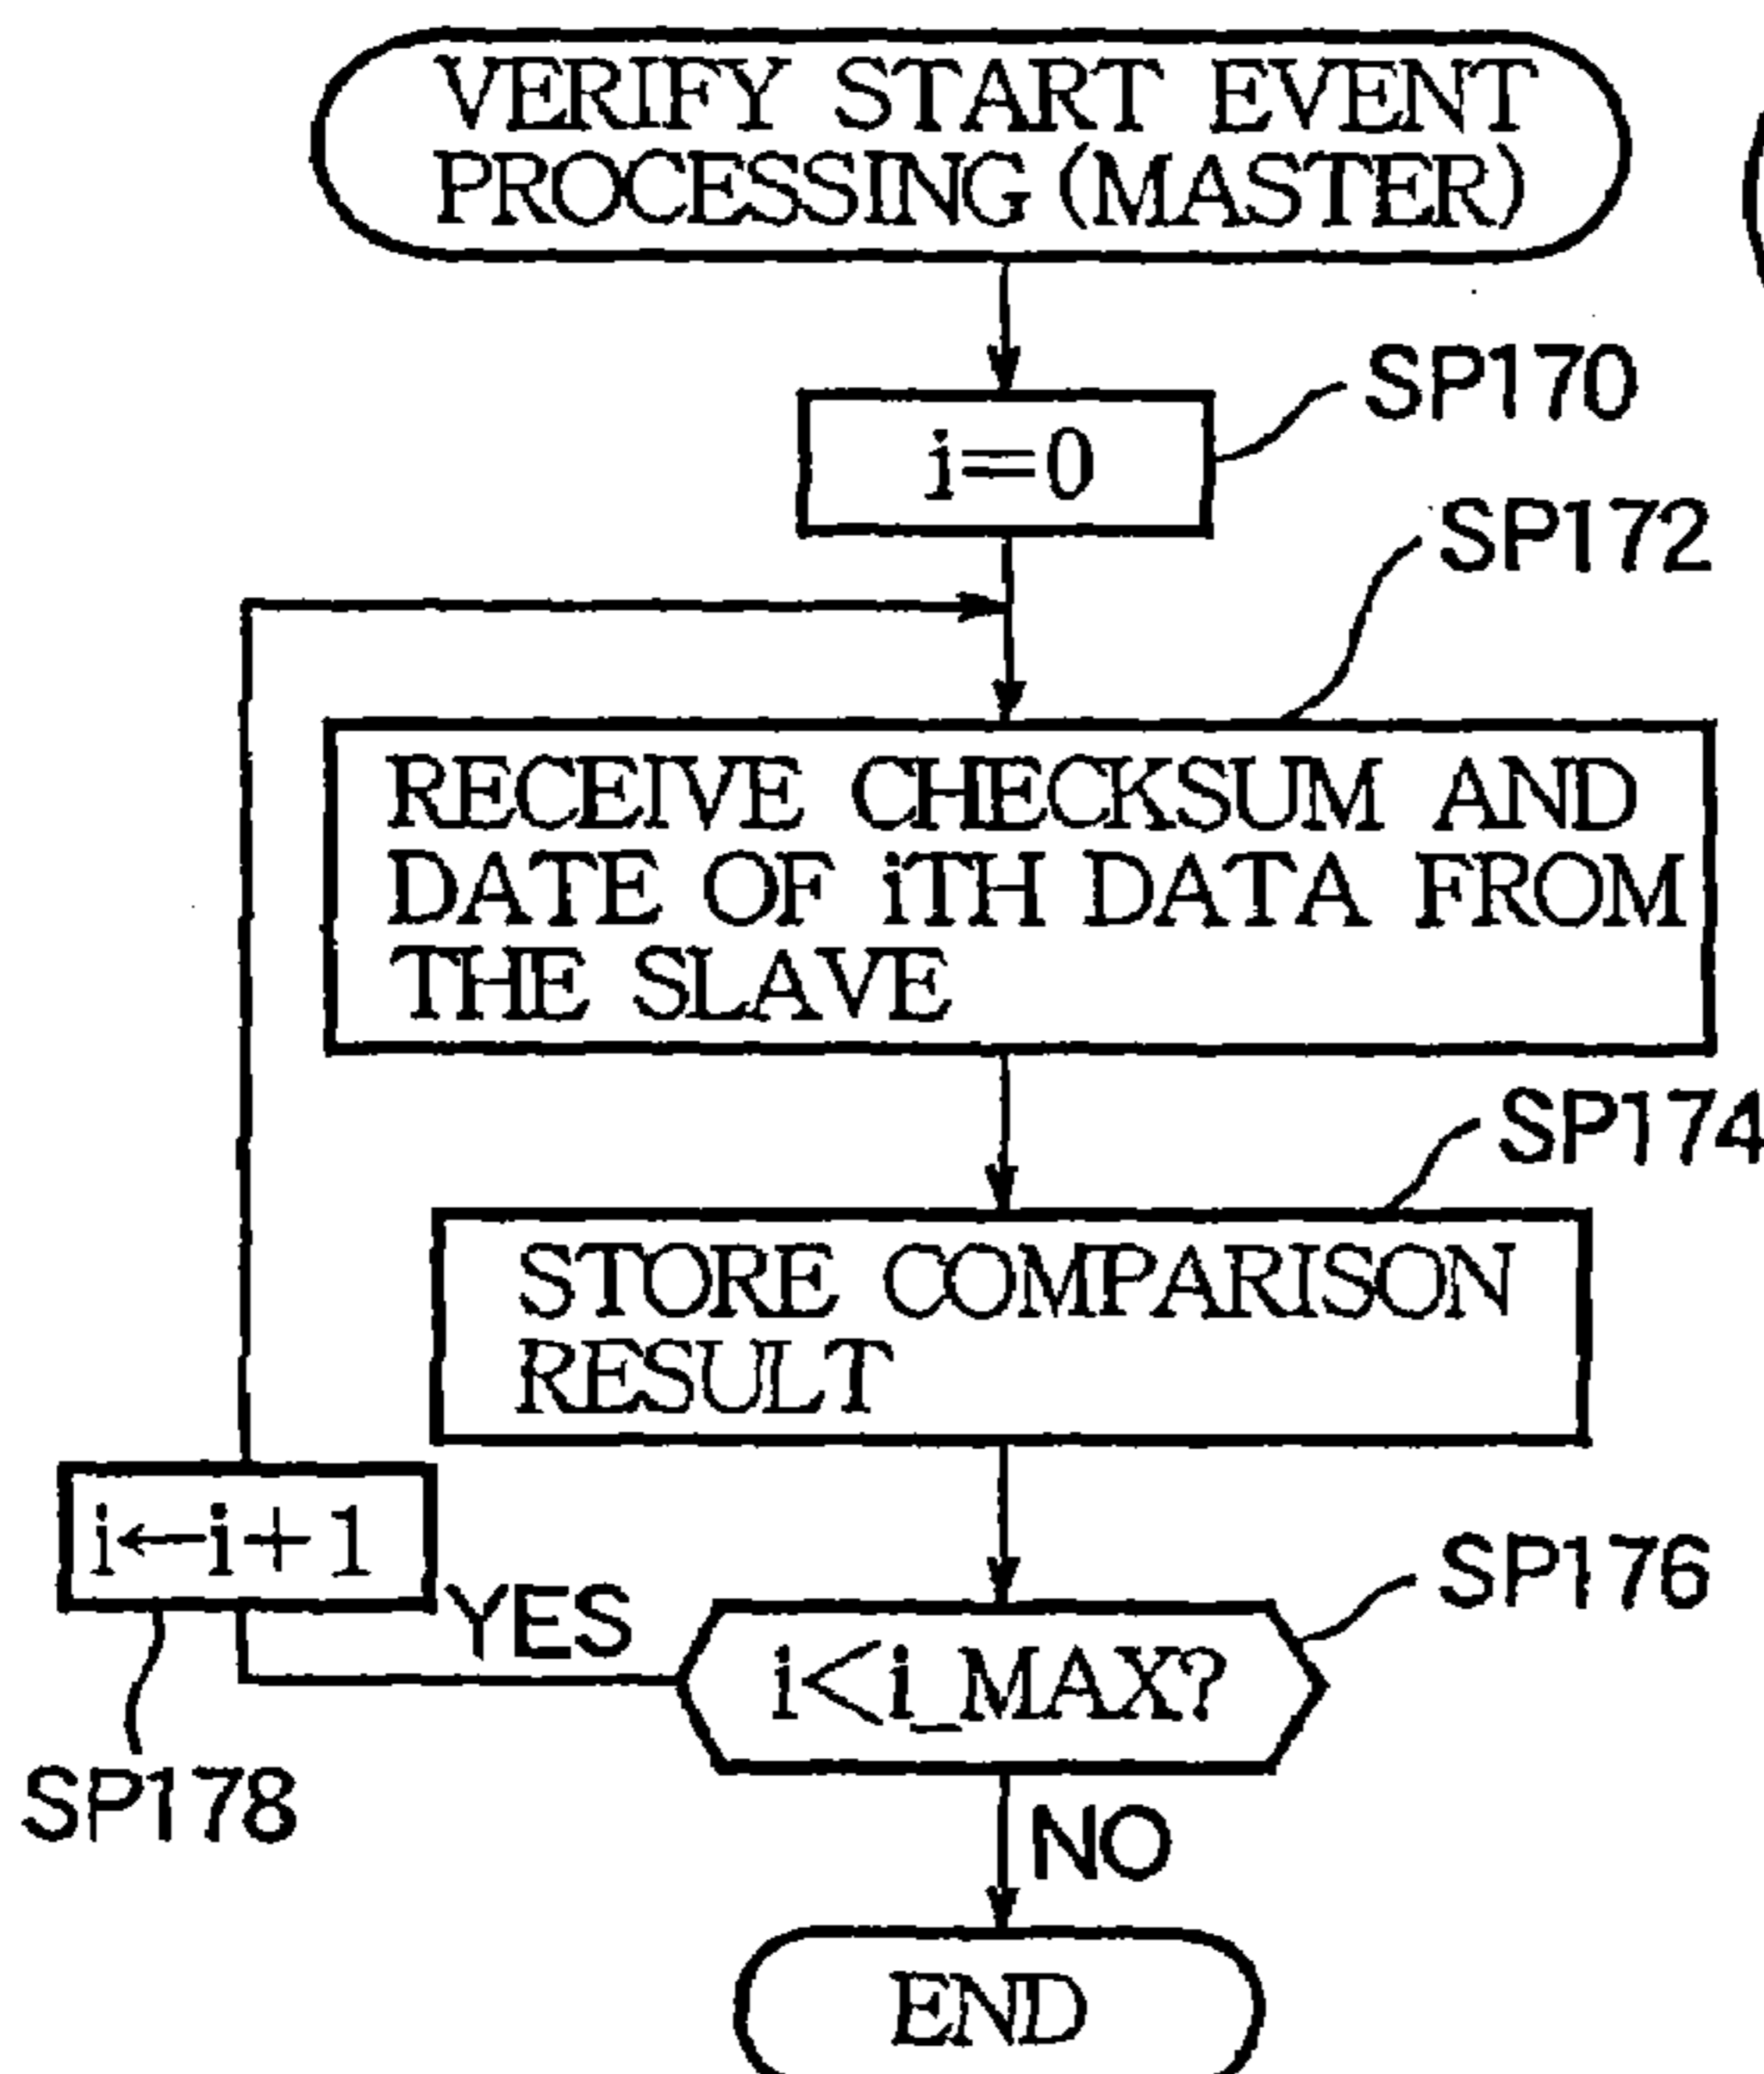 VERIFY START EVENT
PROCESSING (MASTER)
SP170
i=0
SP172
RECEIVE CHECKSUM AND
DATE OF iTH DATA FROM
THE SLAVE
SP174
STORE COMPARISON
RESULT
i←i+1
YES
SP176
i<i_MAX?
SP178
NO
END